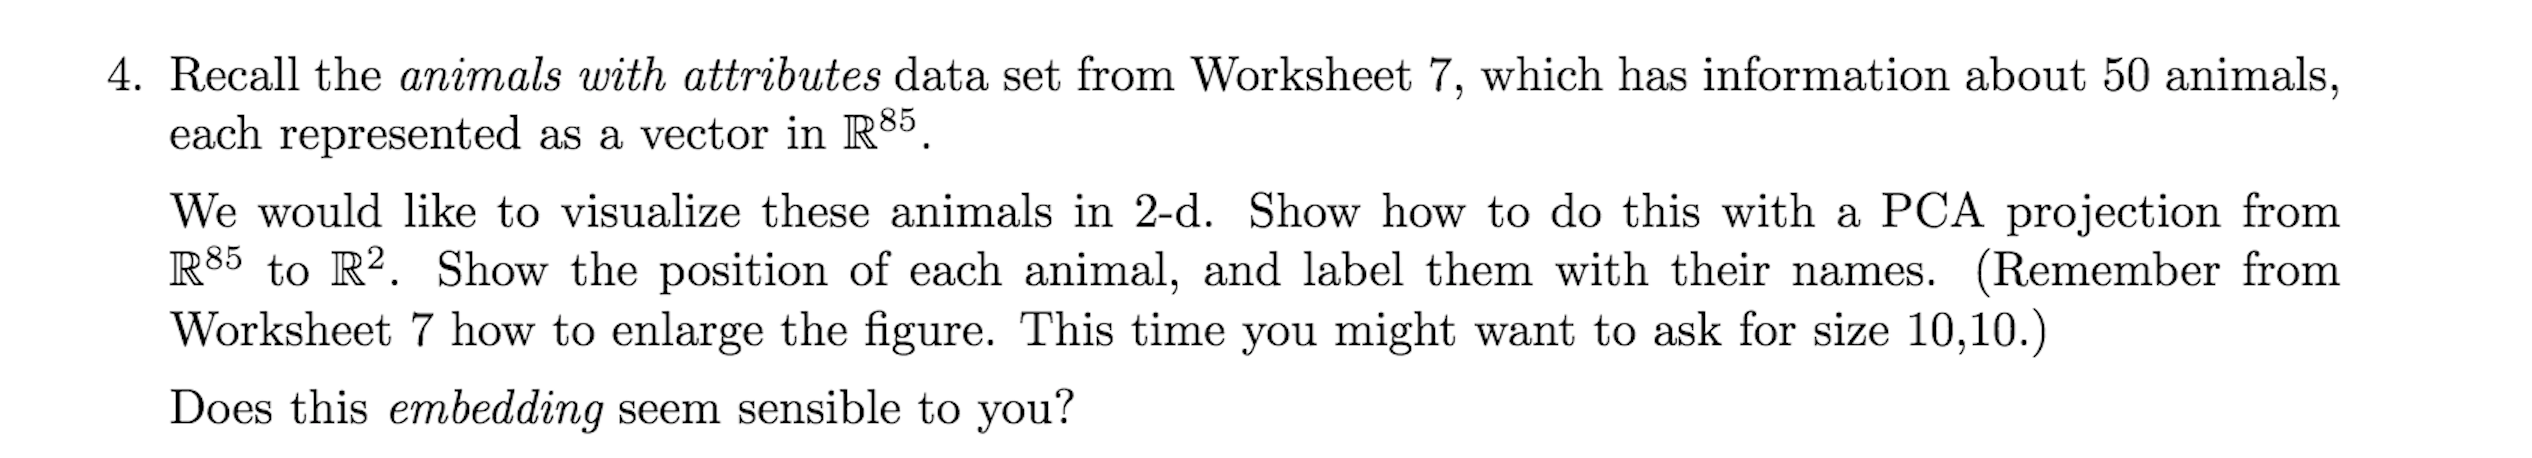 4. Recall the animals with attributes data set from Worksheet 7, which has information about 50 animals,
each represented as a vector in ℝ⁸⁵.
We would like to visualize these animals in 2-d. Show how to do this with a PCA projection from
ℝ⁸⁵ to ℝ². Show the position of each animal, and label them with their names. (Remember from
Worksheet 7 how to enlarge the figure. This time you might want to ask for size 10,10.)
Does this embedding seem sensible to you?